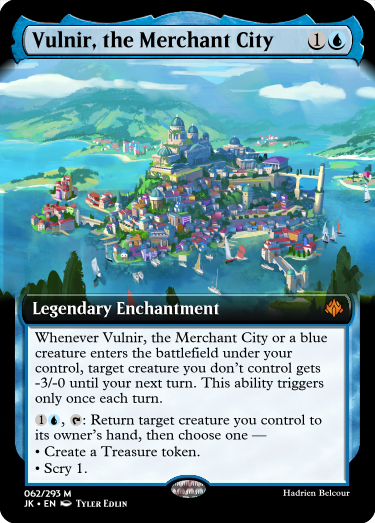 Vulnir, the Merchant City 1
Legendary Enchantment
Whenever Vulnir, the Merchant City or a blue
creature enters the battlefield under your
control, target creature you don't control gets
-3/-0 until your next turn. This ability triggers
only once each turn.
1, : Return target creature you control to
its owner's hand, then choose one —
• Create a Treasure token.
• Scry 1.
062/293 M Hadrien Belcour
JK • EN Tyler Edlin